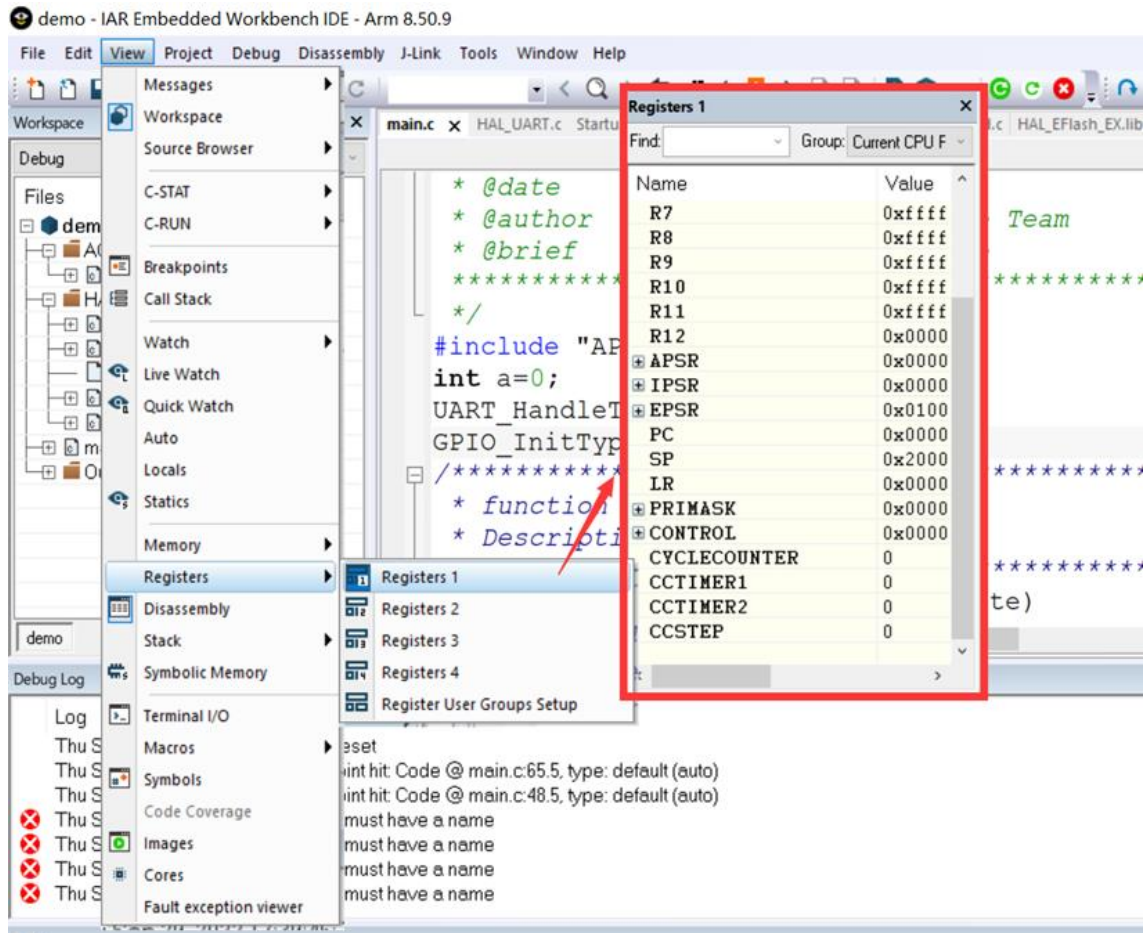 demo - IAR Embedded Workbench IDE - Arm 8.50.9
File Edit View Project Debug Disassembly J-Link Tools Window Help
Workspace
Debug
Files
demo
Messages
Workspace
Source Browser
C-STAT
C-RUN
Breakpoints
Call Stack
Watch
Live Watch
Quick Watch
Auto
Locals
Statics
Memory
Registers
Disassembly
Stack
Symbolic Memory
Terminal I/O
Macros
Symbols
Code Coverage
Images
Cores
Fault exception viewer
Registers 1
Registers 2
Registers 3
Registers 4
Register User Groups Setup
main.c HAL_UART.c HAL_EFlash_EX.lib
* @date
* @author Team
* @brief
*/
#include
int a=0;
* function
Registers 1
Find: Group: Current CPU
Name Value
R7 0xffff
R8 0xffff
R9 0xffff
R10 0xffff
R11 0xffff
R12 0x0000
APSR 0x0000
IPSR 0x0000
EPSR 0x0100
PC 0x0000
SP 0x2000
LR 0x0000
PRIMASK 0x0000
CONTROL 0x0000
CYCLECOUNTER 0
CCTIMER1 0
CCTIMER2 0
CCSTEP 0
Debug Log
Log
Thu
Thu hit: Code @ main.c:65.5, type: default (auto)
Thu hit: Code @ main.c:48.5, type: default (auto)
Thu must have a name
Thu must have a name
Thu must have a name
Thu must have a name